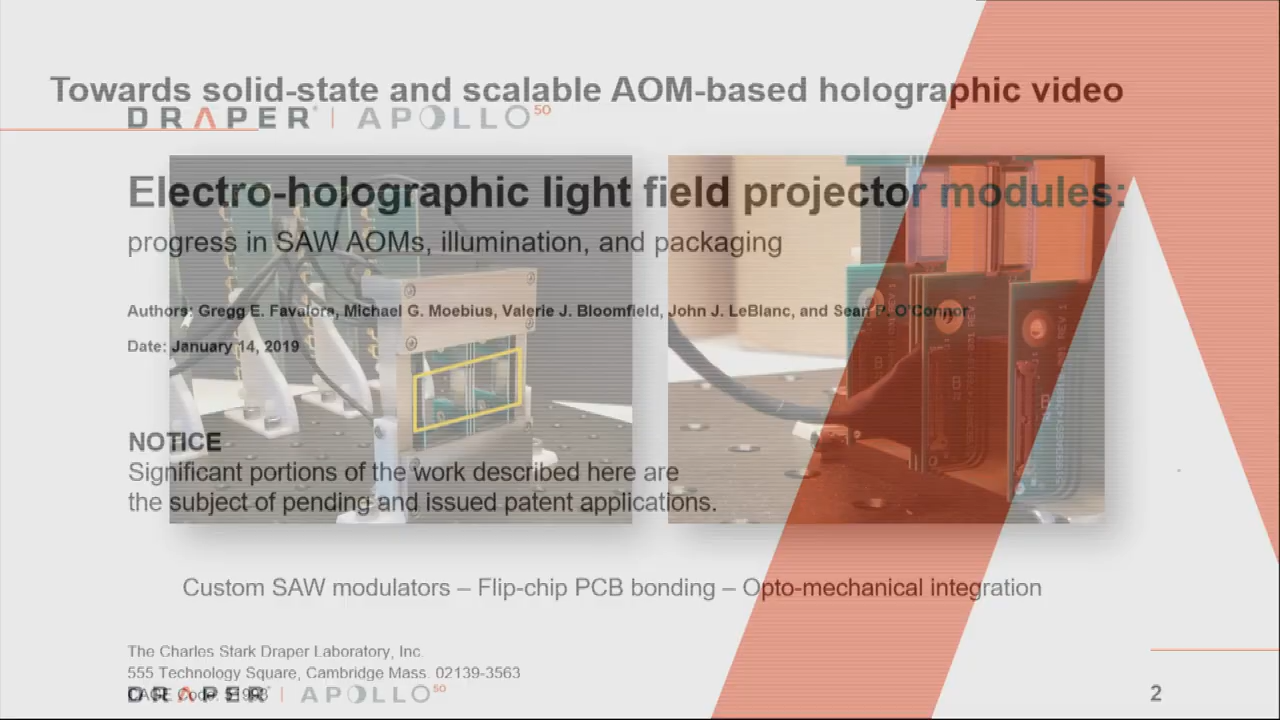 Towards solid-state and scalable AOM-based holographic video
DRAPER | APOLLO50
Electro-holographic light field projector modules:
progress in SAW AOMs, illumination, and packaging
Authors: Gregg E. Favalora, Michael G. Moebius, Valerie J. Bloomfield, John J. LeBlanc, and Sean P. O'Connor
Date: January 14, 2019
NOTICE
Significant portions of the work described here are
the subject of pending and issued patent applications.
Custom SAW modulators – Flip-chip PCB bonding – Opto-mechanical integration
The Charles Stark Draper Laboratory, Inc.
555 Technology Square, Cambridge Mass. 02139-3563
CAGE Code:
DRAPER | APOLLO50
2